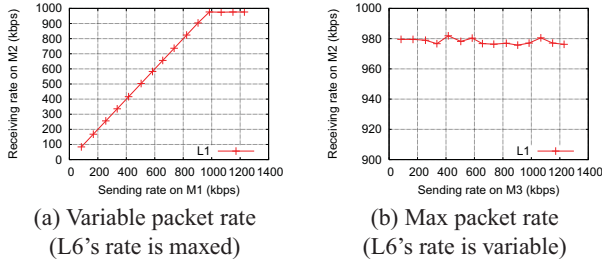 Receiving rate on M2 (kbps)
1000
900
800
700
600
500
400
300
200
100
0
0 200 400 600 800 1000 1200 1400
L1
Sending rate on M1 (kbps)
(a) Variable packet rate
(L6's rate is maxed)
Receiving rate on M2 (kbps)
1000
980
960
940
920
900
0 200 400 600 800 1000 1200 1400
L1
Sending rate on M3 (kbps)
(b) Max packet rate
(L6's rate is variable)